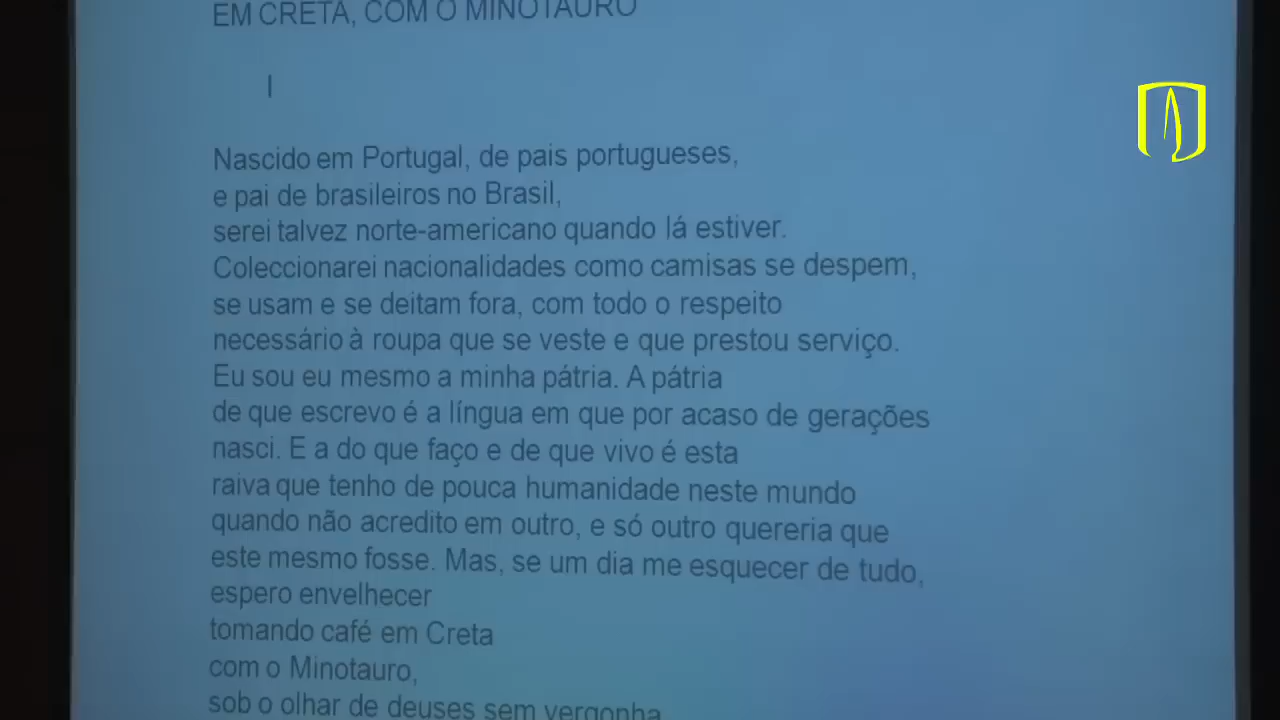 EM CRETA, COM O MINOTAURO
I
Nascido em Portugal, de pais portugueses,
e pai de brasileiros no Brasil,
serei talvez norte-americano quando lá estiver.
Coleccionarei nacionalidades como camisas se despem,
se usam e se deitam fora, com todo o respeito
necessário à roupa que se veste e que prestou serviço.
Eu sou eu mesmo a minha pátria. A pátria
de que escrevo é a língua em que por acaso de gerações
nasci. E a do que faço e de que vivo é esta
raiva que tenho de pouca humanidade neste mundo
quando não acredito em outro, e só outro quereria que
este mesmo fosse. Mas, se um dia me esquecer de tudo,
espero envelhecer
tomando café em Creta
com o Minotauro,
sob o olhar de deuses sem vergonha.